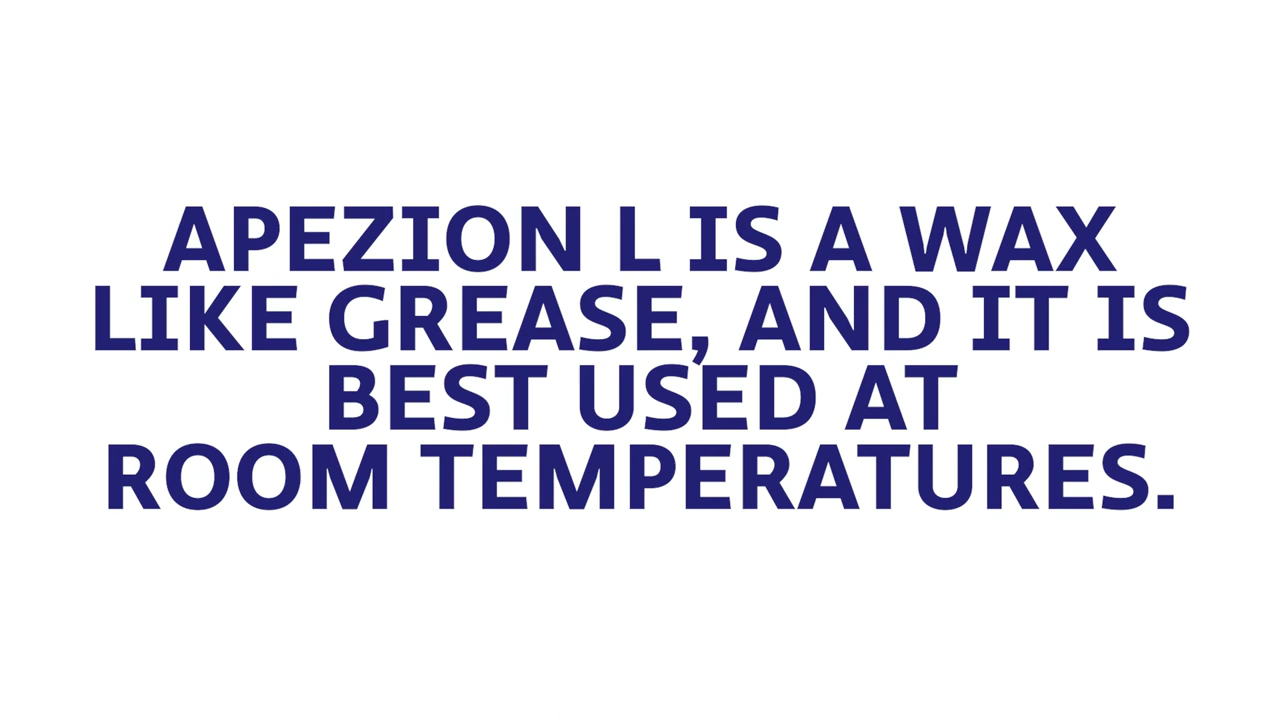 APEZION L IS A WAX
LIKE GREASE, AND IT IS
BEST USED AT
ROOM TEMPERATURES.